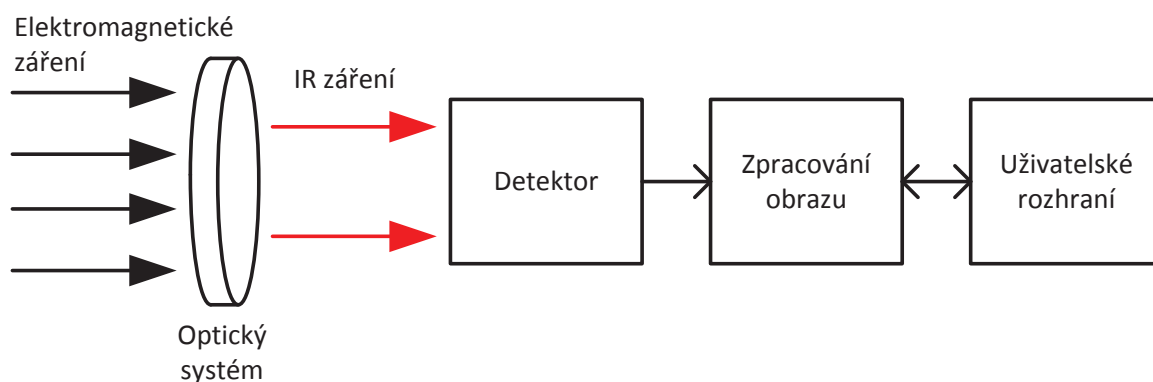 Elektromagnetické
záření
IR záření
Detektor
Zpracování
obrazu
Uživatelské
rozhraní
Optický
systém